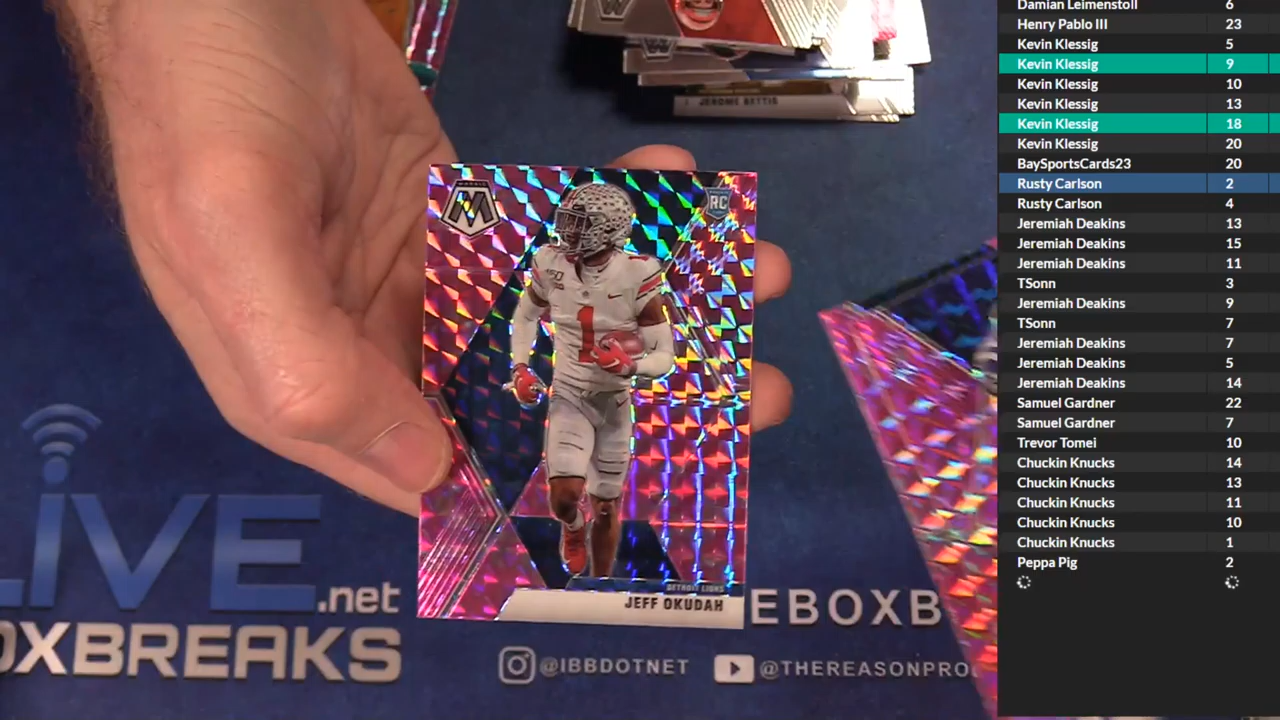 JEROME BETTIS
RC
1
150
DETROIT LIONS
JEFF OKUDAH
LIVE.net
OXBREAKS
EBOXB
@IBBDOTNET
@THEREASONPRO
Damian Leimenstoll 6
Henry Pablo III 23
Kevin Klessig 5
Kevin Klessig 9
Kevin Klessig 10
Kevin Klessig 13
Kevin Klessig 18
Kevin Klessig 20
BaySportsCards23 20
Rusty Carlson 2
Rusty Carlson 4
Jeremiah Deakins 13
Jeremiah Deakins 15
Jeremiah Deakins 11
TSonn 3
Jeremiah Deakins 9
TSonn 7
Jeremiah Deakins 7
Jeremiah Deakins 5
Jeremiah Deakins 14
Samuel Gardner 22
Samuel Gardner 7
Trevor Tomei 10
Chuckin Knucks 14
Chuckin Knucks 13
Chuckin Knucks 11
Chuckin Knucks 10
Chuckin Knucks 1
Peppa Pig 2